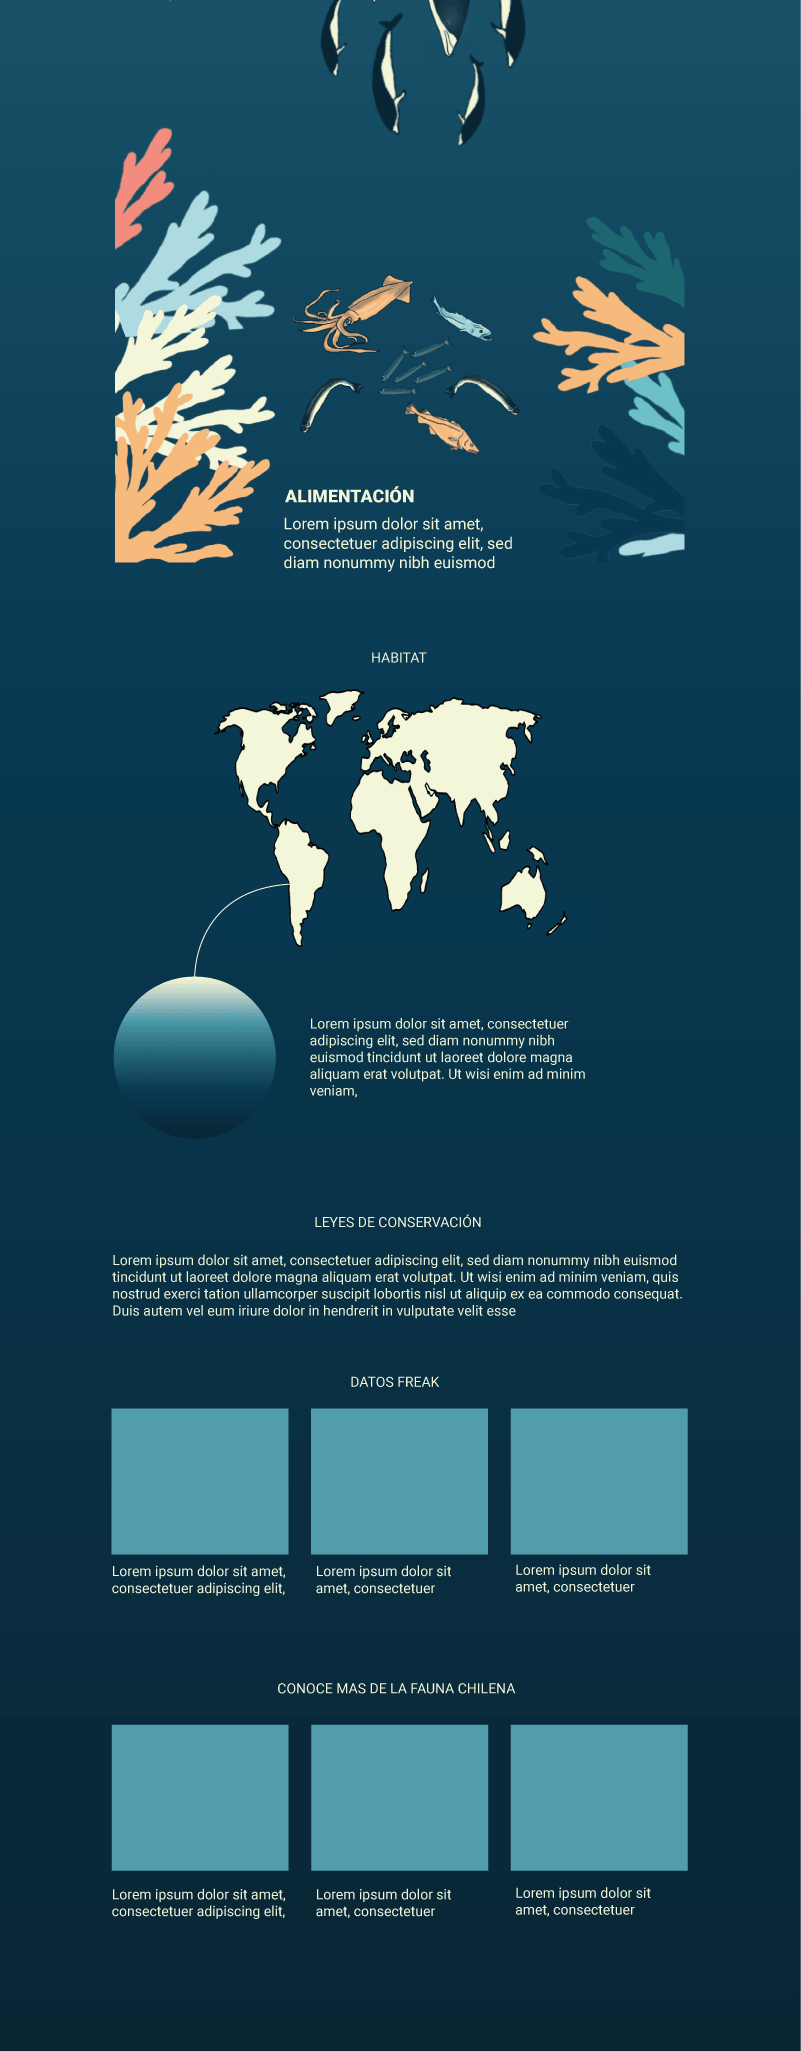 ALIMENTACIÓN
Lorem ipsum dolor sit amet,
consectetuer adipiscing elit, sed
diam nonummy nibh euismod
HABITAT
Lorem ipsum dolor sit amet, consectetuer
adipiscing elit, sed diam nonummy nibh
euismod tincidunt ut laoreet dolore magna
aliquam erat volutpat. Ut wisi enim ad minim
veniam,
LEYES DE CONSERVACIÓN
Lorem ipsum dolor sit amet, consectetuer adipiscing elit, sed diam nonummy nibh euismod
tincidunt ut laoreet dolore magna aliquam erat volutpat. Ut wisi enim ad minim veniam, quis
nostrud exerci tation ullamcorper suscipit lobortis nisl ut aliquip ex ea commodo consequat.
Duis autem vel eum iriure dolor in hendrerit in vulputate velit esse
DATOS FREAK
Lorem ipsum dolor sit amet,
consectetuer adipiscing elit,
Lorem ipsum dolor sit
amet, consectetuer
Lorem ipsum dolor sit
amet, consectetuer
CONOCE MAS DE LA FAUNA CHILENA
Lorem ipsum dolor sit amet,
consectetuer adipiscing elit,
Lorem ipsum dolor sit
amet, consectetuer
Lorem ipsum dolor sit
amet, consectetuer